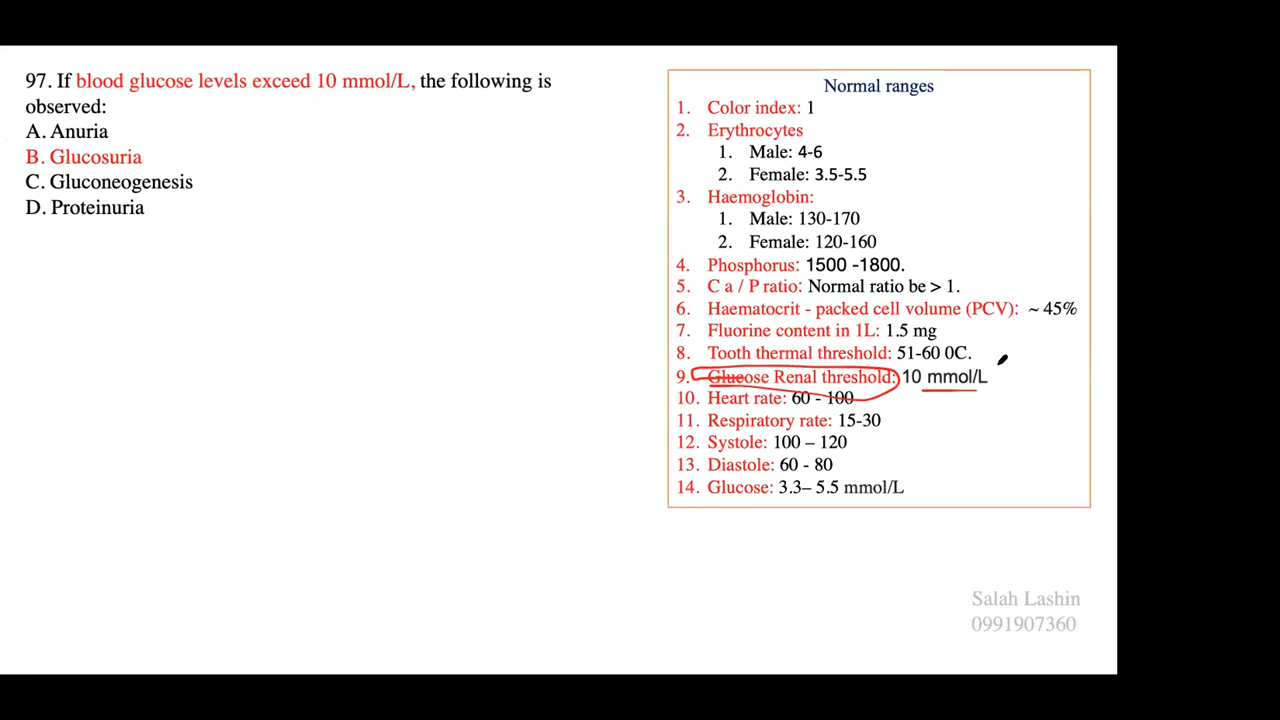 97. If blood glucose levels exceed 10 mmol/L, the following is
observed:
A. Anuria
B. Glucosuria
C. Gluconeogenesis
D. Proteinuria
Normal ranges
1. Color index: 1
2. Erythrocytes
1. Male: 4-6
2. Female: 3.5-5.5
3. Haemoglobin:
1. Male: 130-170
2. Female: 120-160
4. Phosphorus: 1500 -1800.
5. C a / P ratio: Normal ratio be > 1.
6. Haematocrit - packed cell volume (PCV): ~ 45%
7. Fluorine content in 1L: 1.5 mg
8. Tooth thermal threshold: 51-60 0C.
9. Glucose Renal threshold: 10 mmol/L
10. Heart rate: 60 - 100
11. Respiratory rate: 15-30
12. Systole: 100 – 120
13. Diastole: 60 - 80
14. Glucose: 3.3– 5.5 mmol/L
Salah Lashin
0991907360